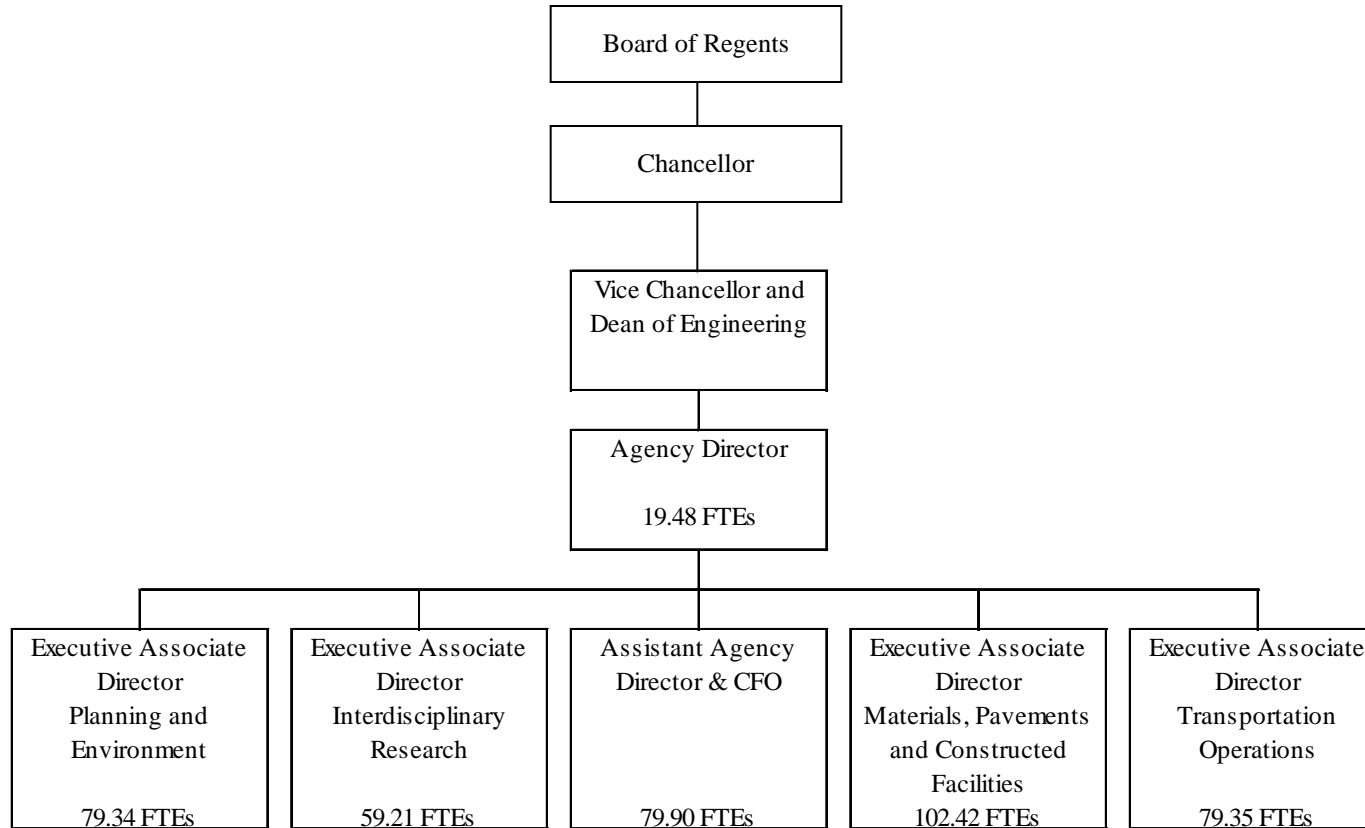 Board of Regents
Chancellor
Vice Chancellor and
Dean of Engineering
Agency Director
19.48 FTEs
Executive Associate
Director
Planning and
Environment
79.34 FTEs
Executive Associate
Director
Interdisciplinary
Research
59.21 FTEs
Assistant Agency
Director & CFO
79.90 FTEs
Executive Associate
Director
Materials, Pavements
and Constructed
Facilities
102.42 FTEs
Executive Associate
Director
Transportation
Operations
79.35 FTEs